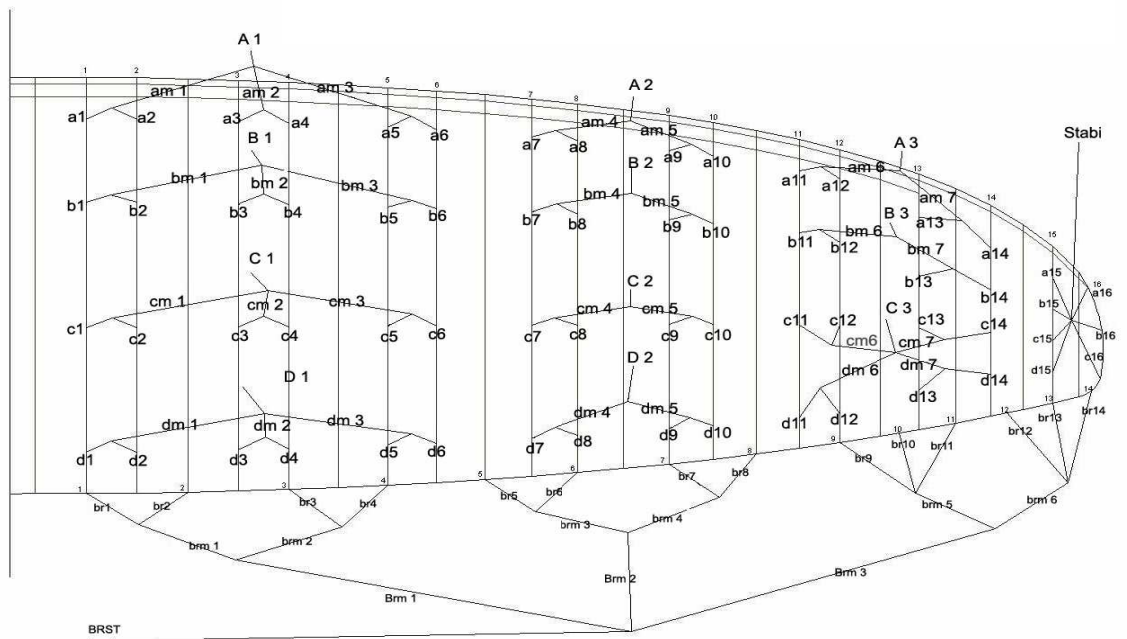 A 1
1 2 3 4 5 6
am 1 am 2 am 3
a1 a2 a3 a4 a5 a6
A 2
7 8 9 10
am 4 am 5
a7 a8 a9 a10
A 3
11 12 13 14 15 16
am 6 am 7
a11 a12 a13 a14 a15 a16
Stabi
B 1
bm 1 bm 2 bm 3
b1 b2 b3 b4 b5 b6
B 2
bm 4 bm 5
b7 b8 b9 b10
B 3
bm 6 bm 7
b11 b12 b13 b14 b15 b16
C 1
cm 1 cm 2 cm 3
c1 c2 c3 c4 c5 c6
C 2
cm 4 cm 5
c7 c8 c9 c10
C 3
cm6 cm 7
c11 c12 c13 c14 c15 c16
D 1
dm 1 dm 2 dm 3
d1 d2 d3 d4 d5 d6
D 2
dm 4 dm 5
d7 d8 d9 d10
dm 6 dm 7
d11 d12 d13 d14 d15
1 2 3 4 5 6 7 8 9 10 11 12 13 14
br1 br2 br3 br4 br5 br6 br7 br8 br9 br10 br11 br12 br13 br14
brm 1 brm 2 brm 3 brm 4 brm 5 brm 6
Brm 1 Brm 2 Brm 3
BRST